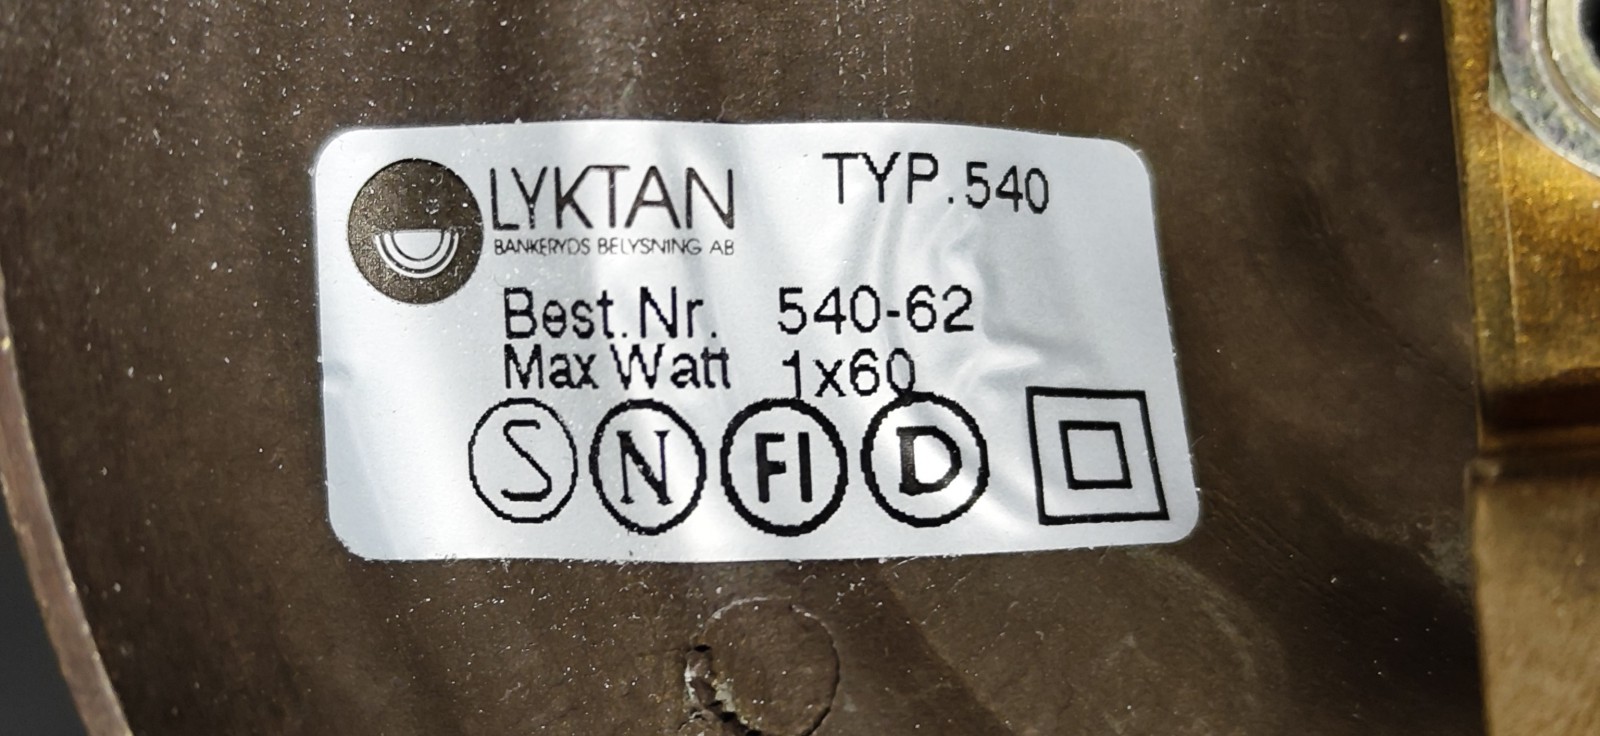 LYKTAN TYP.540
BANKERYDS BELYSNING AB
Best.Nr. 540-62
Max Watt 1x60
S N FI D